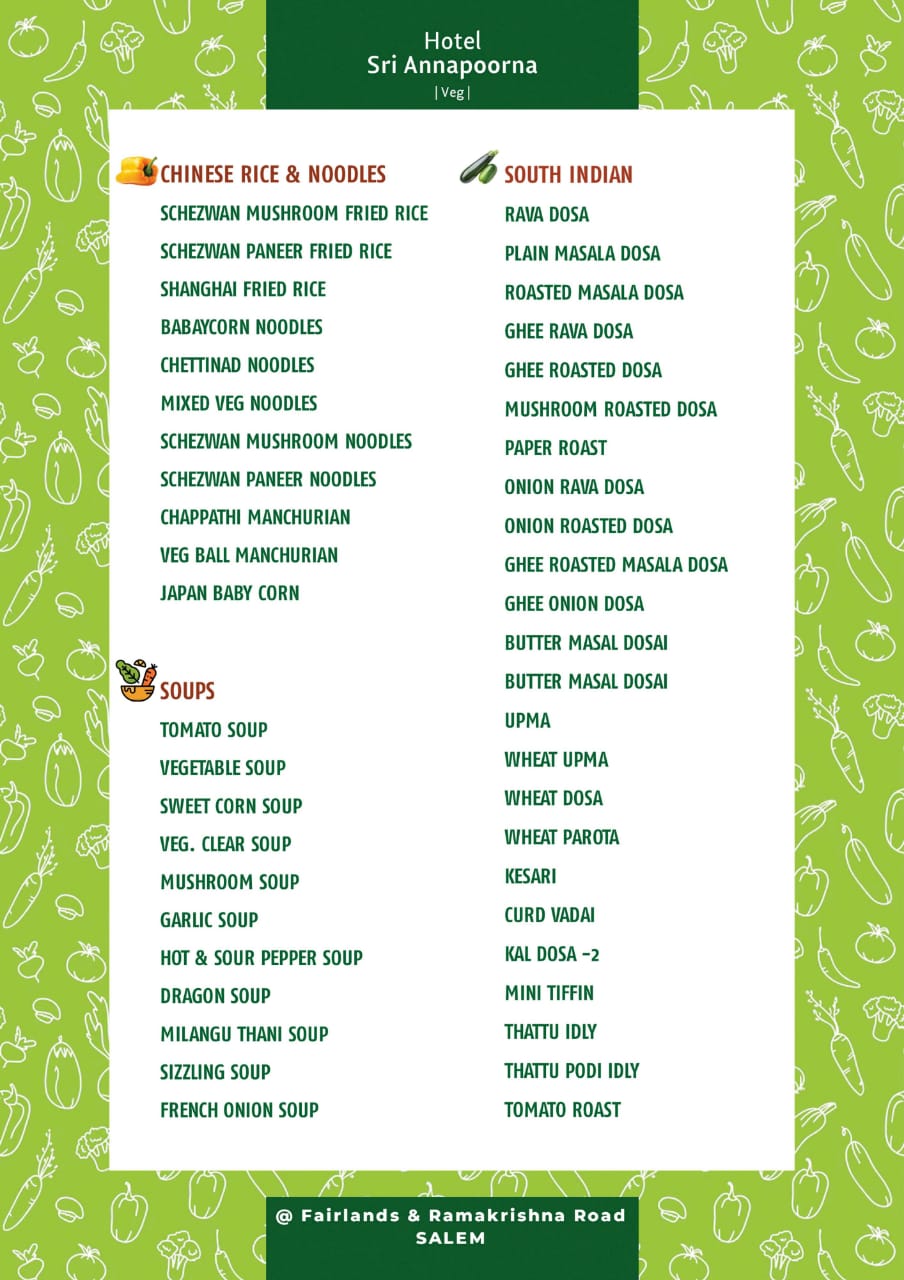 Hotel
Sri Annapoorna
| Veg |
CHINESE RICE & NOODLES
SCHEZWAN MUSHROOM FRIED RICE
SCHEZWAN PANEER FRIED RICE
SHANGHAI FRIED RICE
BABAYCORN NOODLES
CHETTINAD NOODLES
MIXED VEG NOODLES
SCHEZWAN MUSHROOM NOODLES
SCHEZWAN PANEER NOODLES
CHAPPATHI MANCHURIAN
VEG BALL MANCHURIAN
JAPAN BABY CORN
SOUPS
TOMATO SOUP
VEGETABLE SOUP
SWEET CORN SOUP
VEG. CLEAR SOUP
MUSHROOM SOUP
GARLIC SOUP
HOT & SOUR PEPPER SOUP
DRAGON SOUP
MILANGU THANI SOUP
SIZZLING SOUP
FRENCH ONION SOUP
SOUTH INDIAN
RAVA DOSA
PLAIN MASALA DOSA
ROASTED MASALA DOSA
GHEE RAVA DOSA
GHEE ROASTED DOSA
MUSHROOM ROASTED DOSA
PAPER ROAST
ONION RAVA DOSA
ONION ROASTED DOSA
GHEE ROASTED MASALA DOSA
GHEE ONION DOSA
BUTTER MASAL DOSAI
BUTTER MASAL DOSAI
UPMA
WHEAT UPMA
WHEAT DOSA
WHEAT PAROTA
KESARI
CURD VADAI
KAL DOSA -2
MINI TIFFIN
THATTU IDLY
THATTU PODI IDLY
TOMATO ROAST
@ Fairlands & Ramakrishna Road
SALEM